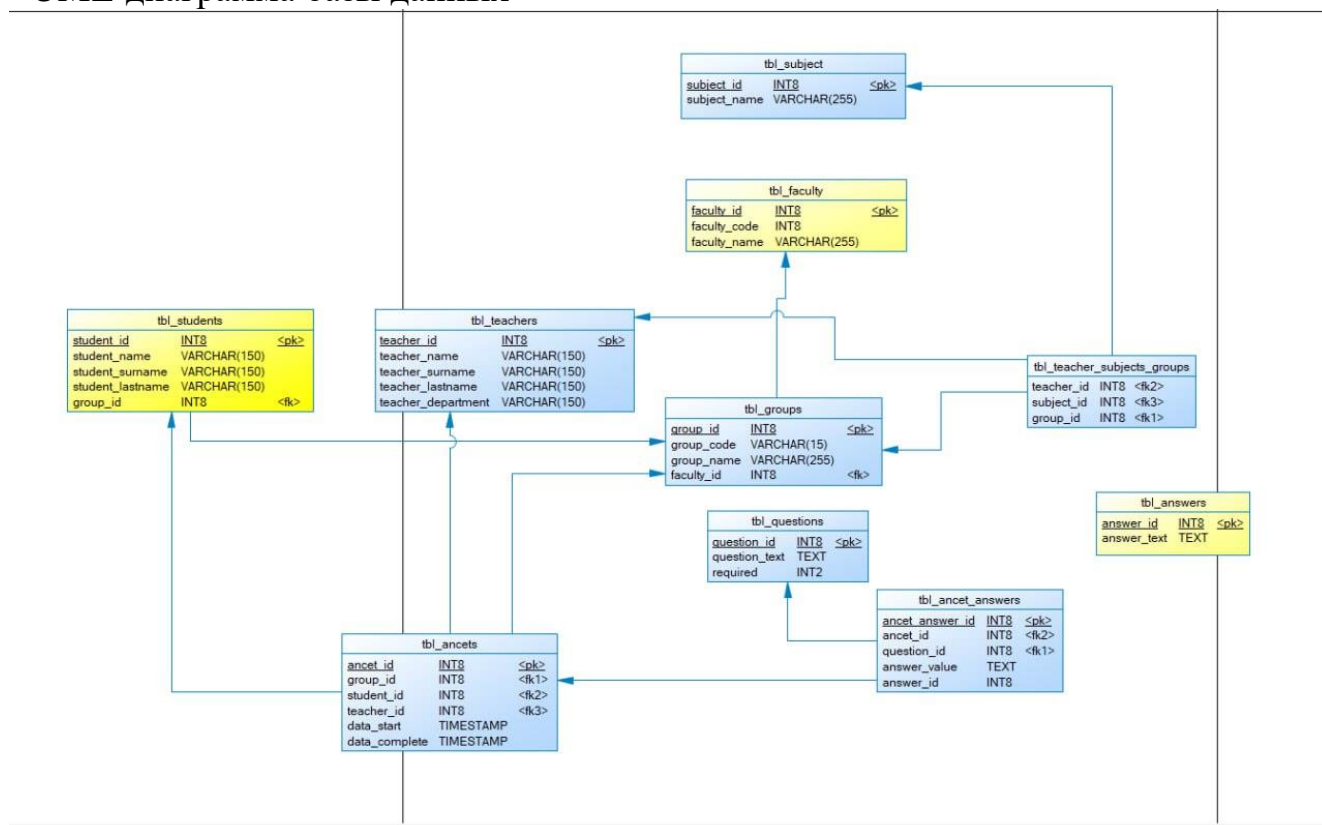 tbl_subject
subject_id INT8 <pk>
subject_name VARCHAR(255)
tbl_faculty
faculty_id INT8 <pk>
faculty_code INT8
faculty_name VARCHAR(255)
tbl_students
student_id INT8 <pk>
student_name VARCHAR(150)
student_surname VARCHAR(150)
student_lastname VARCHAR(150)
group_id INT8 <fk>
tbl_teachers
teacher_id INT8 <pk>
teacher_name VARCHAR(150)
teacher_surname VARCHAR(150)
teacher_lastname VARCHAR(150)
teacher_department VARCHAR(150)
tbl_teacher_subjects_groups
teacher_id INT8 <fk2>
subject_id INT8 <fk3>
group_id INT8 <fk1>
tbl_groups
group_id INT8 <pk>
group_code VARCHAR(15)
group_name VARCHAR(255)
faculty_id INT8 <fk>
tbl_answers
answer_id INT8 <pk>
answer_text TEXT
tbl_questions
question_id INT8 <pk>
question_text TEXT
required INT2
tbl_ancet_answers
ancet_answer_id INT8 <pk>
ancet_id INT8 <fk2>
question_id INT8 <fk1>
answer_value TEXT
answer_id INT8
tbl_ancets
ancet_id INT8 <pk>
group_id INT8 <fk1>
student_id INT8 <fk2>
teacher_id INT8 <fk3>
data_start TIMESTAMP
data_complete TIMESTAMP